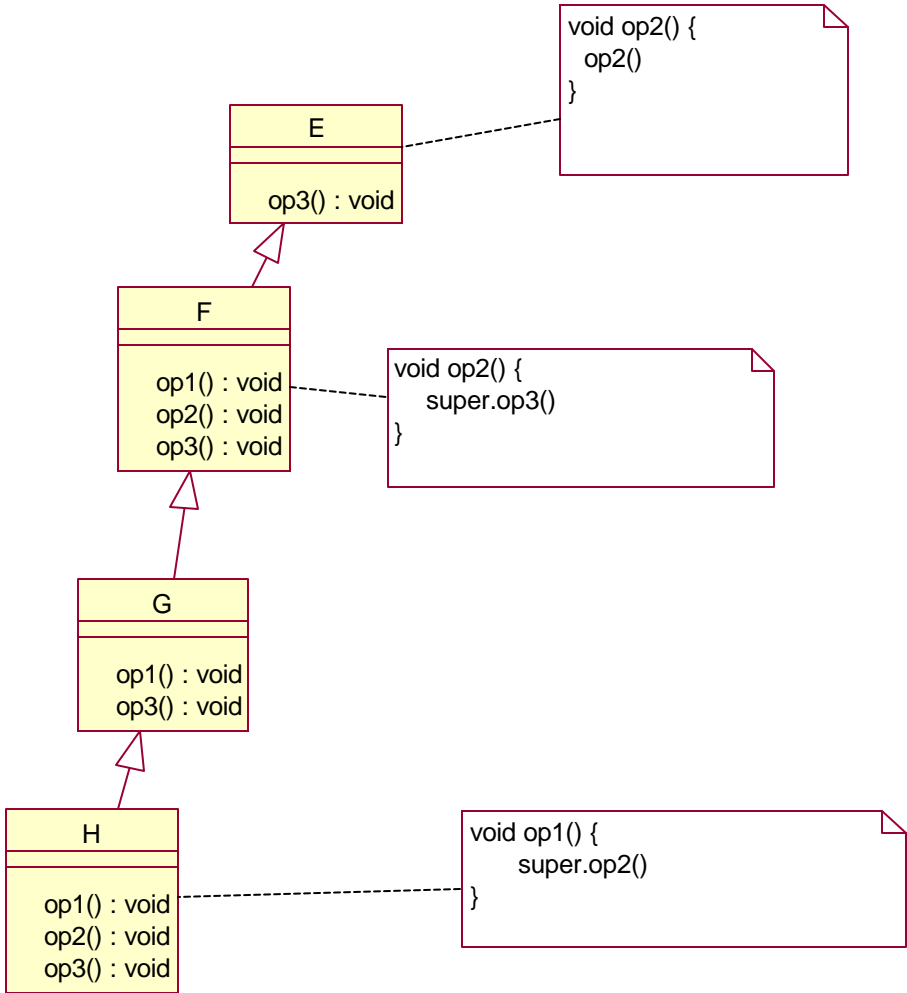 void op2() {
op2()
}
E
op3() : void
F
op1() : void
op2() : void
op3() : void
void op2() {
super.op3()
}
G
op1() : void
op3() : void
H
op1() : void
op2() : void
op3() : void
void op1() {
super.op2()
}